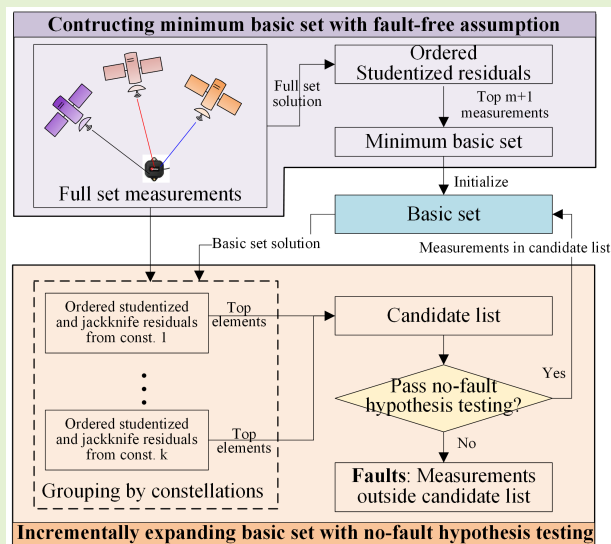 Contructing minimum basic set with fault-free assumption
Full set
solution
Ordered
Studentized residuals
Top m+1
measurements
Minimum basic set
Full set measurements
Initialize
Basic set
Basic set solution
Measurements in candidate list
Ordered studentized
and jackknife residuals
from const. 1
Top
elements
Candidate list
Pass no-fault
hypothesis testing?
Yes
Ordered studentized
and jackknife residuals
from const. k
Top
elements
No
Grouping by constellations
Faults: Measurements
outside candidate list
Incrementally expanding basic set with no-fault hypothesis testing